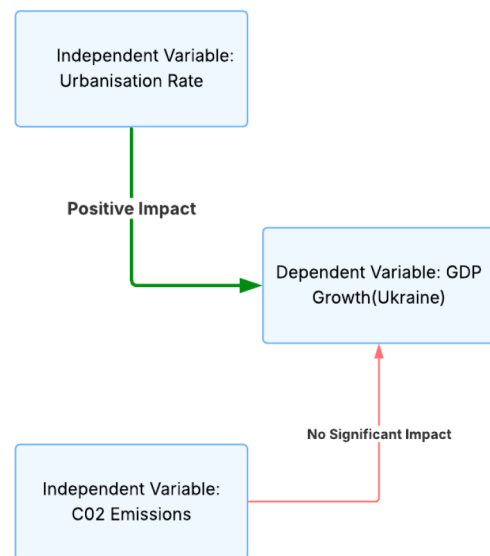 Independent Variable:
Urbanisation Rate
Positive Impact
Dependent Variable: GDP
Growth(Ukraine)
No Significant Impact
Independent Variable:
C02 Emissions